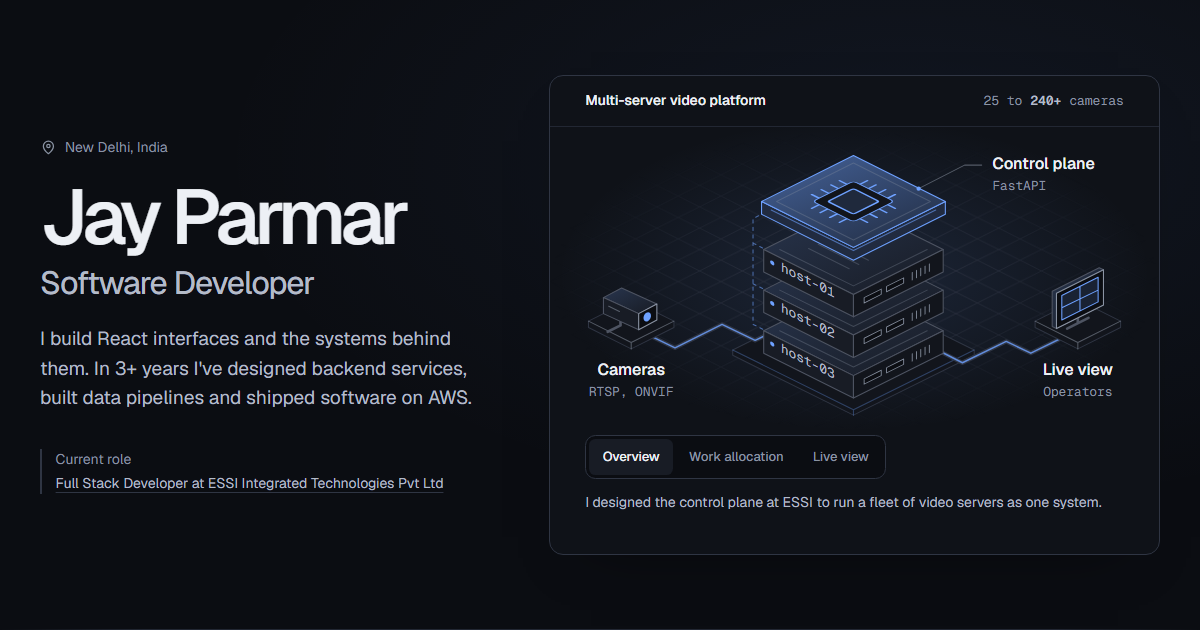 New Delhi, India
Jay Parmar
Software Developer
I build React interfaces and the systems behind
them. In 3+ years I've designed backend services,
built data pipelines and shipped software on AWS.
Current role
Full Stack Developer at ESSI Integrated Technologies Pvt Ltd
Multi-server video platform
25 to 240+ cameras
Control plane
FastAPI
host-01
host-02
host-03
Cameras
RTSP, ONVIF
Live view
Operators
Overview
Work allocation
Live view
I designed the control plane at ESSI to run a fleet of video servers as one system.